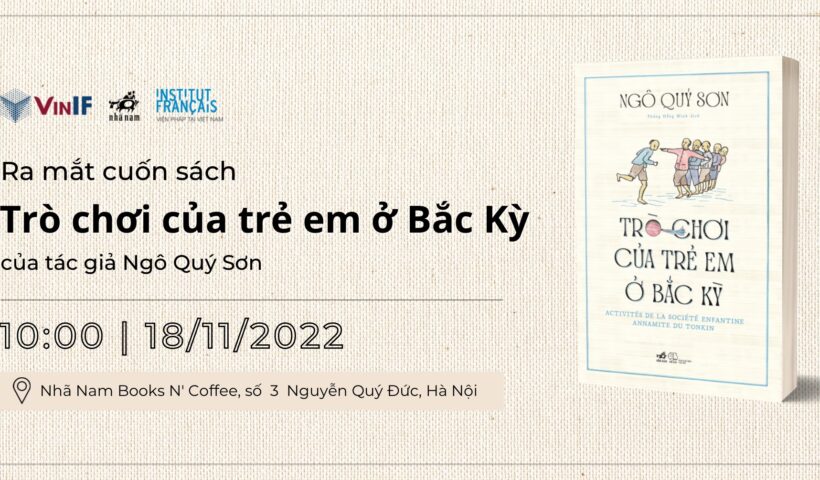 VINIF
nhã nam
INSTITUT
FRANÇAIS
VIỆN PHÁP TẠI VIỆT NAM
Ra mắt cuốn sách
Trò chơi của trẻ em ở Bắc Kỳ
của tác giả Ngô Quý Sơn
10:00 | 18/11/2022
Nhã Nam Books N' Coffee, số 3 Nguyễn Quý Đức, Hà Nội
NGÔ QUÝ SƠN
TRÒ CHƠI
CỦA TRẺ EM
Ở BẮC KỲ
ACTIVITÉS DE LA SOCIÉTÉ ENFANTINE
ANNAMITE DU TONKIN